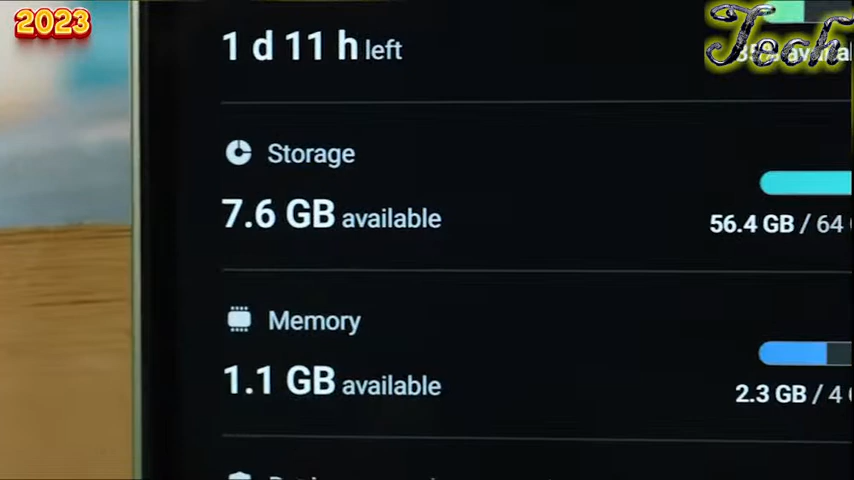 2023
Tech
1 d 11 h left
Storage
7.6 GB available
56.4 GB / 64
Memory
1.1 GB available
2.3 GB / 4